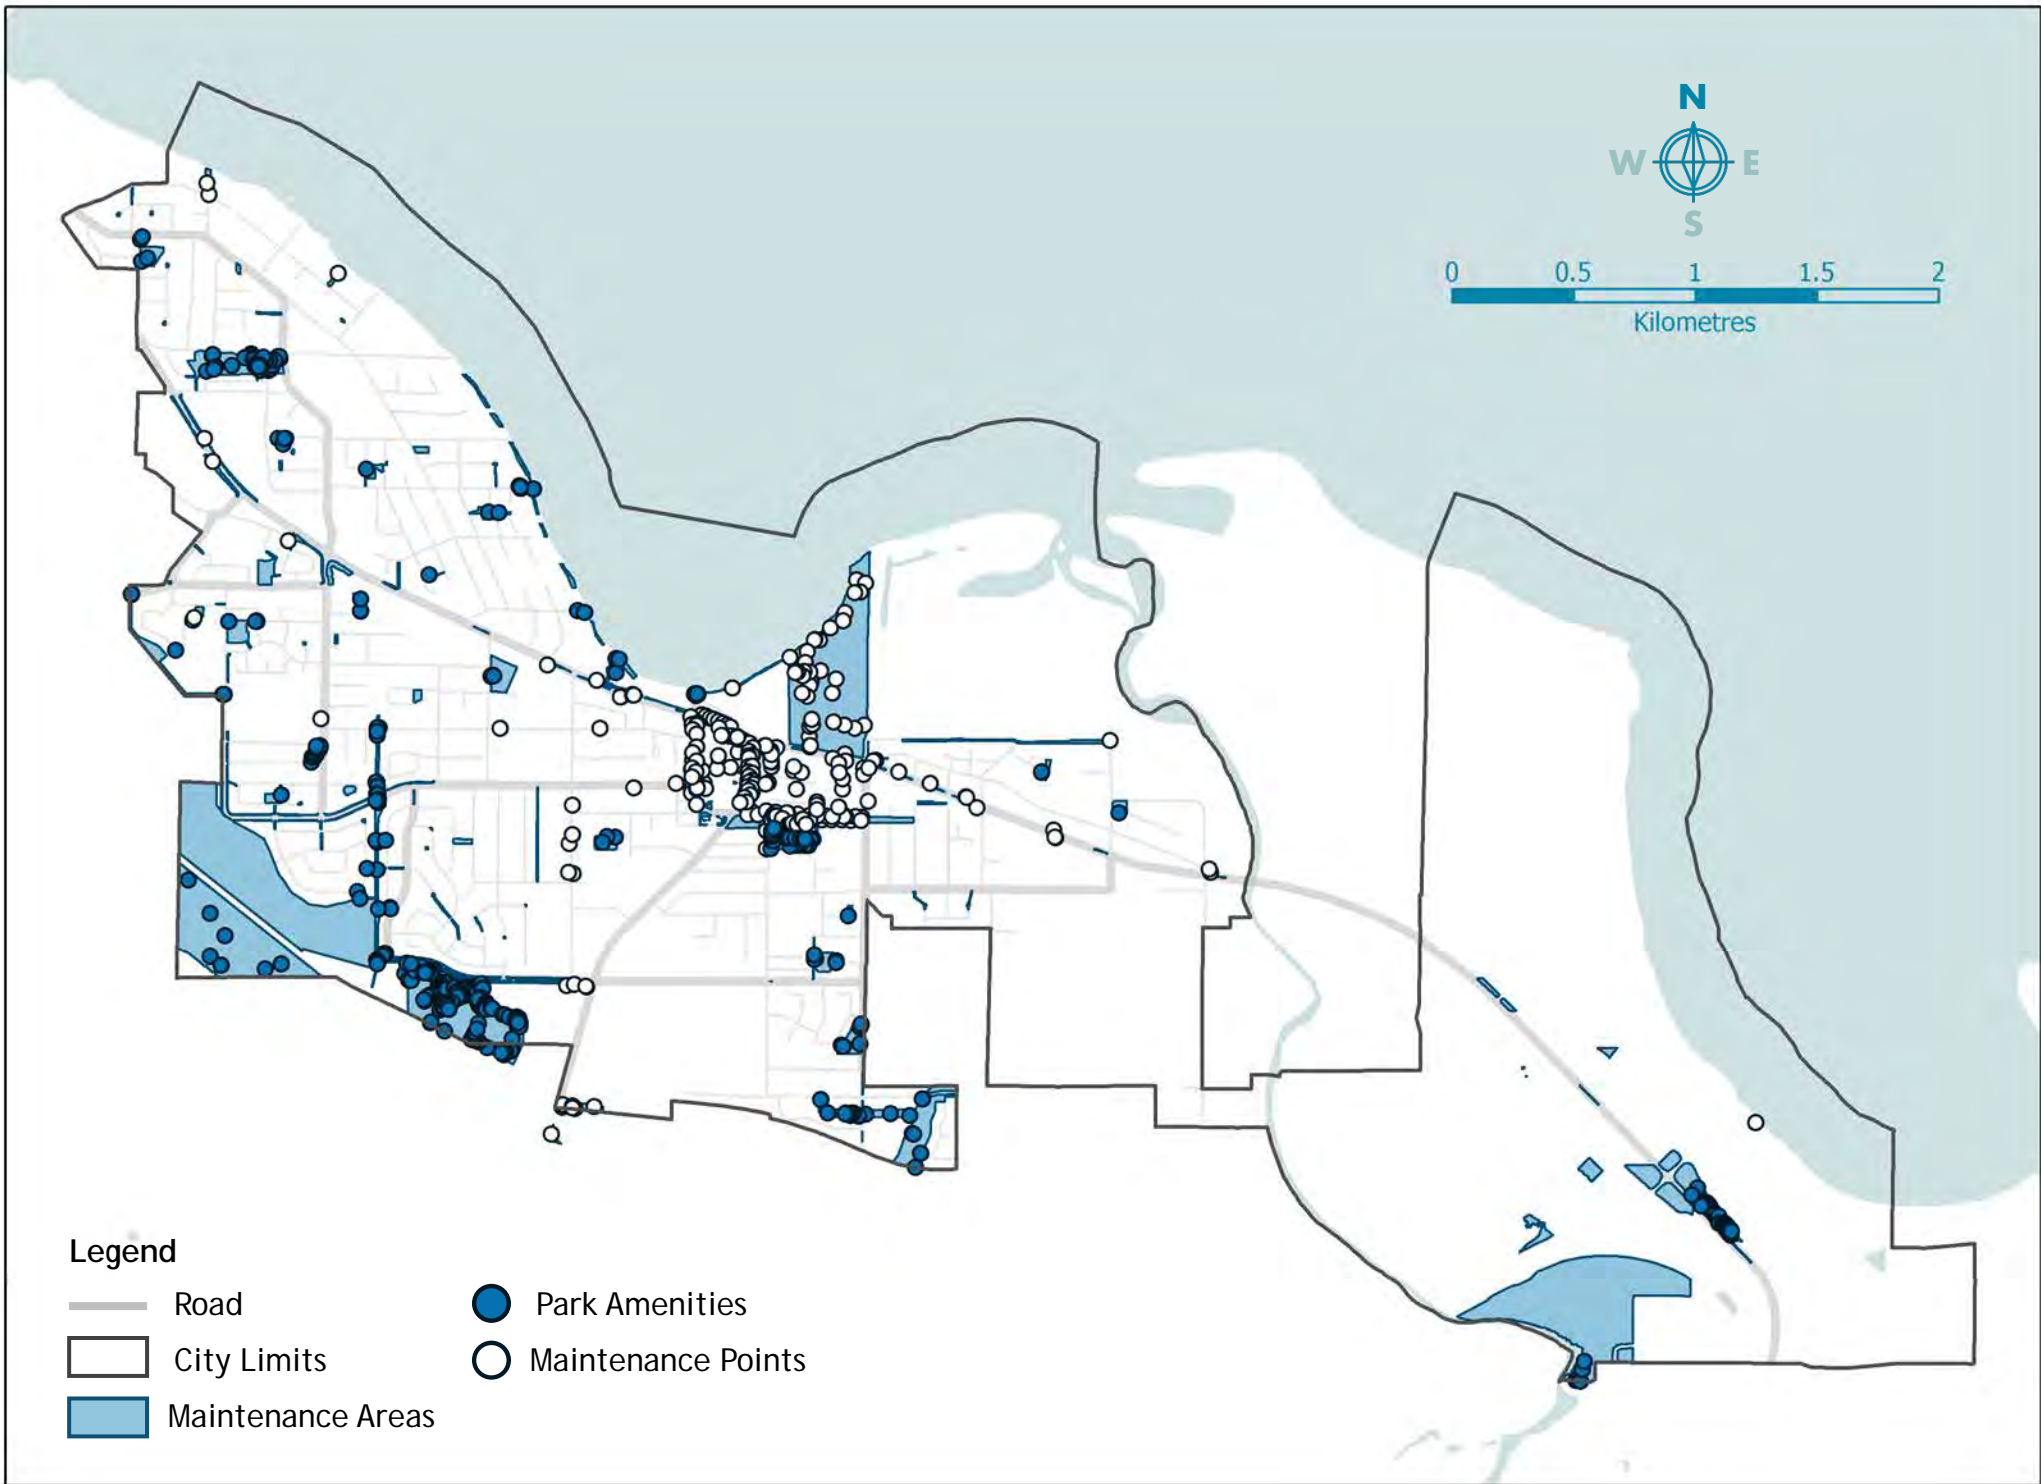 N
W E
S
0 0.5 1 1.5 2
Kilometres
Legend
Road
Park Amenities
City Limits
Maintenance Points
Maintenance Areas